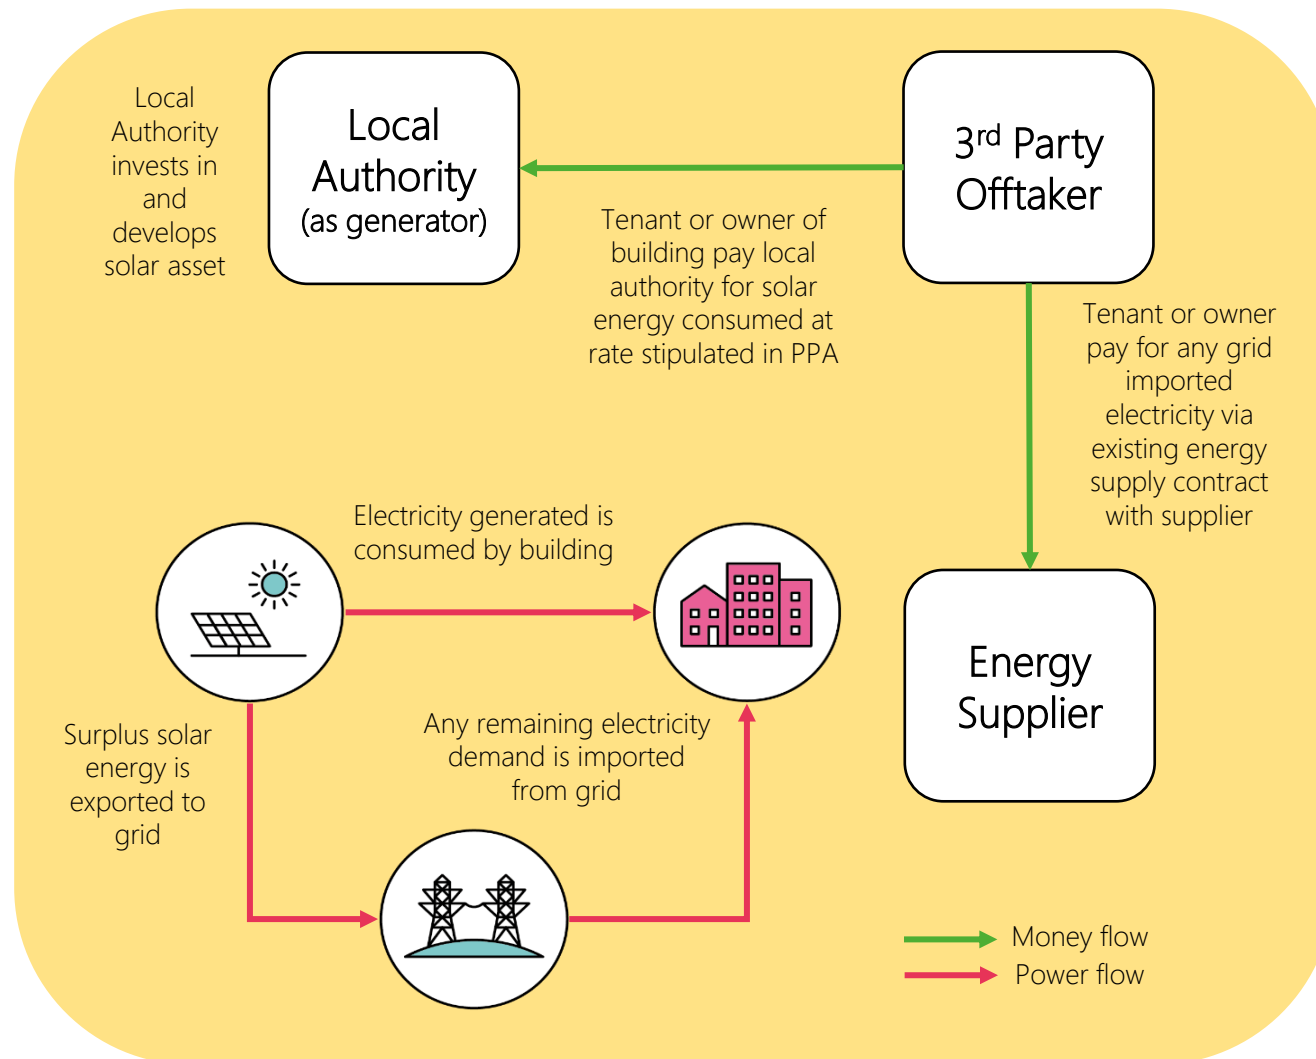 Local
Authority
invests in
and
develops
solar asset
Local
Authority
(as generator)
3rd Party
Offtaker
Tenant or owner of
building pay local
authority for solar
energy consumed at
rate stipulated in PPA
Tenant or owner
pay for any grid
imported
electricity via
existing energy
supply contract
with supplier
Electricity generated is
consumed by building
Energy
Supplier
Surplus solar
energy is
exported to
grid
Any remaining electricity
demand is imported
from grid
Money flow
Power flow